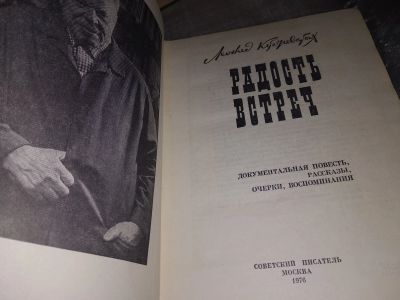 Леонид Кудреватых
РАДОСТЬ
ВСТРЕЧ
ДОКУМЕНТАЛЬНАЯ ПОВЕСТЬ,
РАССКАЗЫ,
ОЧЕРКИ, ВОСПОМИНАНИЯ
СОВЕТСКИЙ ПИСАТЕЛЬ
МОСКВА
1976